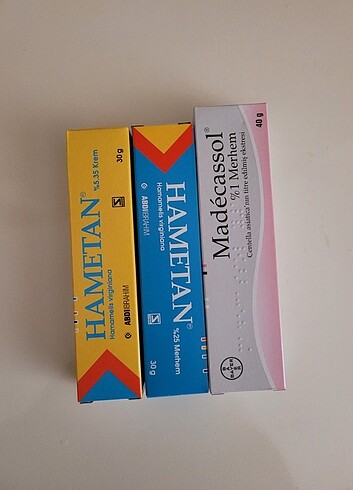 HAMETAN®
%5.35 Krem
Hamamelis virginiana
ABDİİBRAHİM
30 g
HAMETAN®
%25 Merhem
Hamamelis virginiana
ABDİİBRAHİM
30 g
Madécassol®
%1 Merhem
Centella asiatica'nın titre edilmiş ekstresi
40 g
BAYER